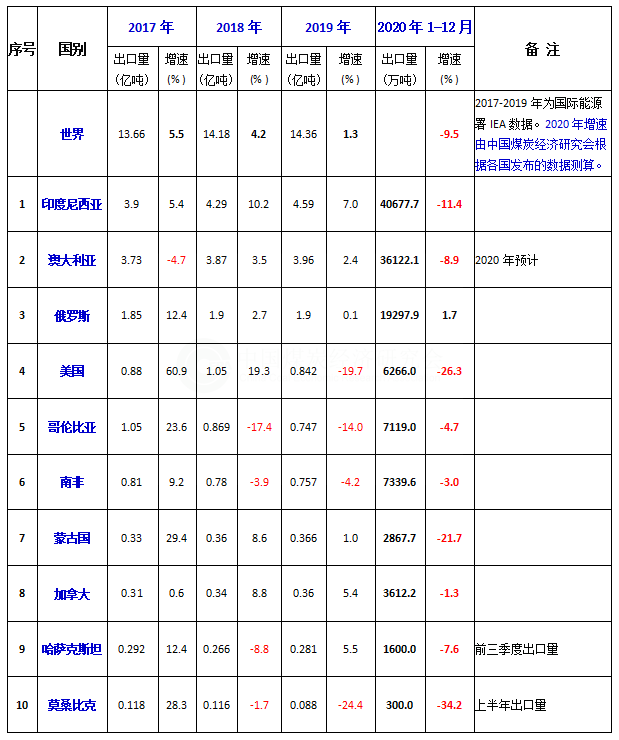 序号 国别 2017 年 2018 年 2019 年 2020 年 1-12 月 备 注
出口量 增速 出口量 增速 出口量 增速 出口量 增速
（亿吨） （%） （亿吨） （%） （亿吨） （%） （万吨） （%）
世界 13.66 5.5 14.18 4.2 14.36 1.3 -9.5 2017-2019 年为国际能源
署 IEA 数据。2020 年增速
由中国煤炭经济研究会根
据各国发布的数据测算。
1 印度尼西亚 3.9 5.4 4.29 10.2 4.59 7.0 40677.7 -11.4
2 澳大利亚 3.73 -4.7 3.87 3.5 3.96 2.4 36122.1 -8.9 2020 年预计
3 俄罗斯 1.85 12.4 1.9 2.7 1.9 0.1 19297.9 1.7
4 美国 0.88 60.9 1.05 19.3 0.842 -19.7 6266.0 -26.3
5 哥伦比亚 1.05 23.6 0.869 -17.4 0.747 -14.0 7119.0 -4.7
6 南非 0.81 9.2 0.78 -3.9 0.757 -4.2 7339.6 -3.0
7 蒙古国 0.33 29.4 0.36 8.6 0.366 1.0 2867.7 -21.7
8 加拿大 0.31 0.6 0.34 8.8 0.36 5.4 3612.2 -1.3
9 哈萨克斯坦 0.292 12.4 0.266 -8.8 0.281 5.5 1600.0 -7.6 前三季度出口量
10 莫桑比克 0.118 28.3 0.116 -1.7 0.088 -24.4 300.0 -34.2 上半年出口量